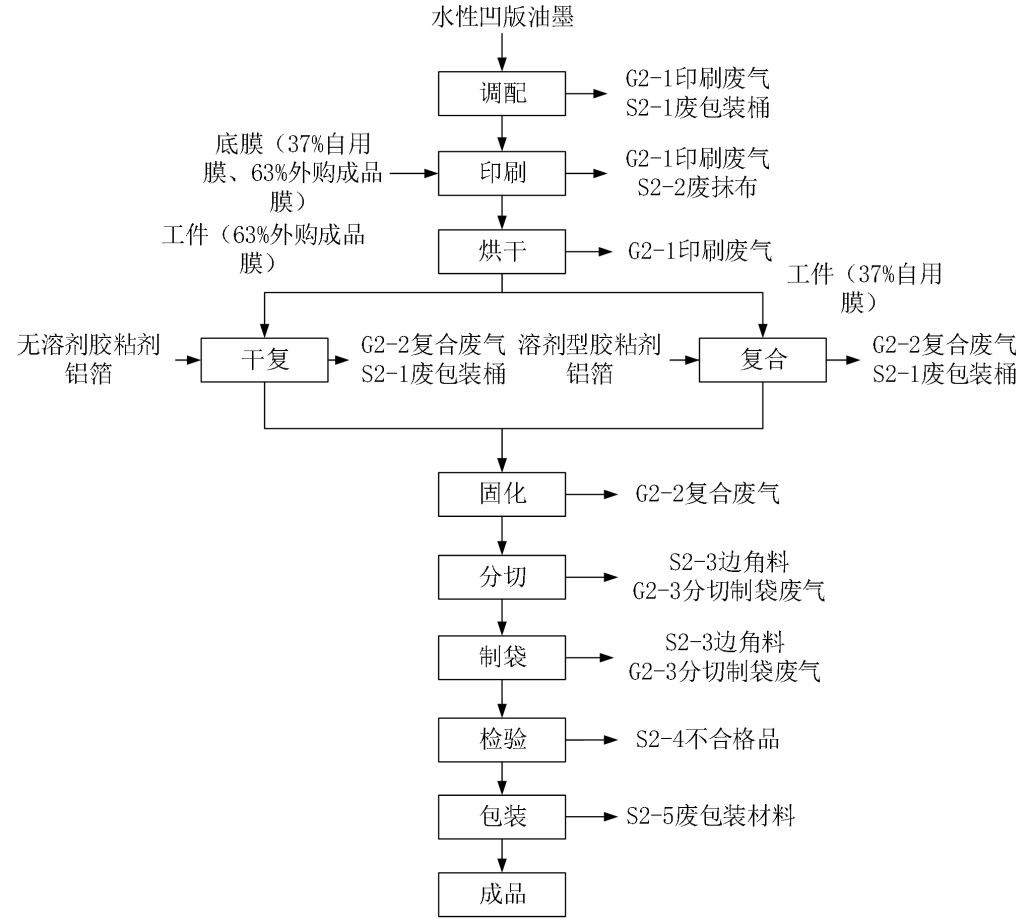 水性凹版油墨
调配
G2-1印刷废气
S2-1废包装桶
底膜（37%自用
膜、63%外购成品
膜）
印刷
G2-1印刷废气
S2-2废抹布
工件（63%外购成品
膜）
烘干
G2-1印刷废气
工件（37%自用
膜）
无溶剂胶粘剂
铝箔
干复
G2-2复合废气
S2-1废包装桶
溶剂型胶粘剂
铝箔
复合
G2-2复合废气
S2-1废包装桶
固化
G2-2复合废气
分切
S2-3边角料
G2-3分切制袋废气
制袋
S2-3边角料
G2-3分切制袋废气
检验
S2-4不合格品
包装
S2-5废包装材料
成品